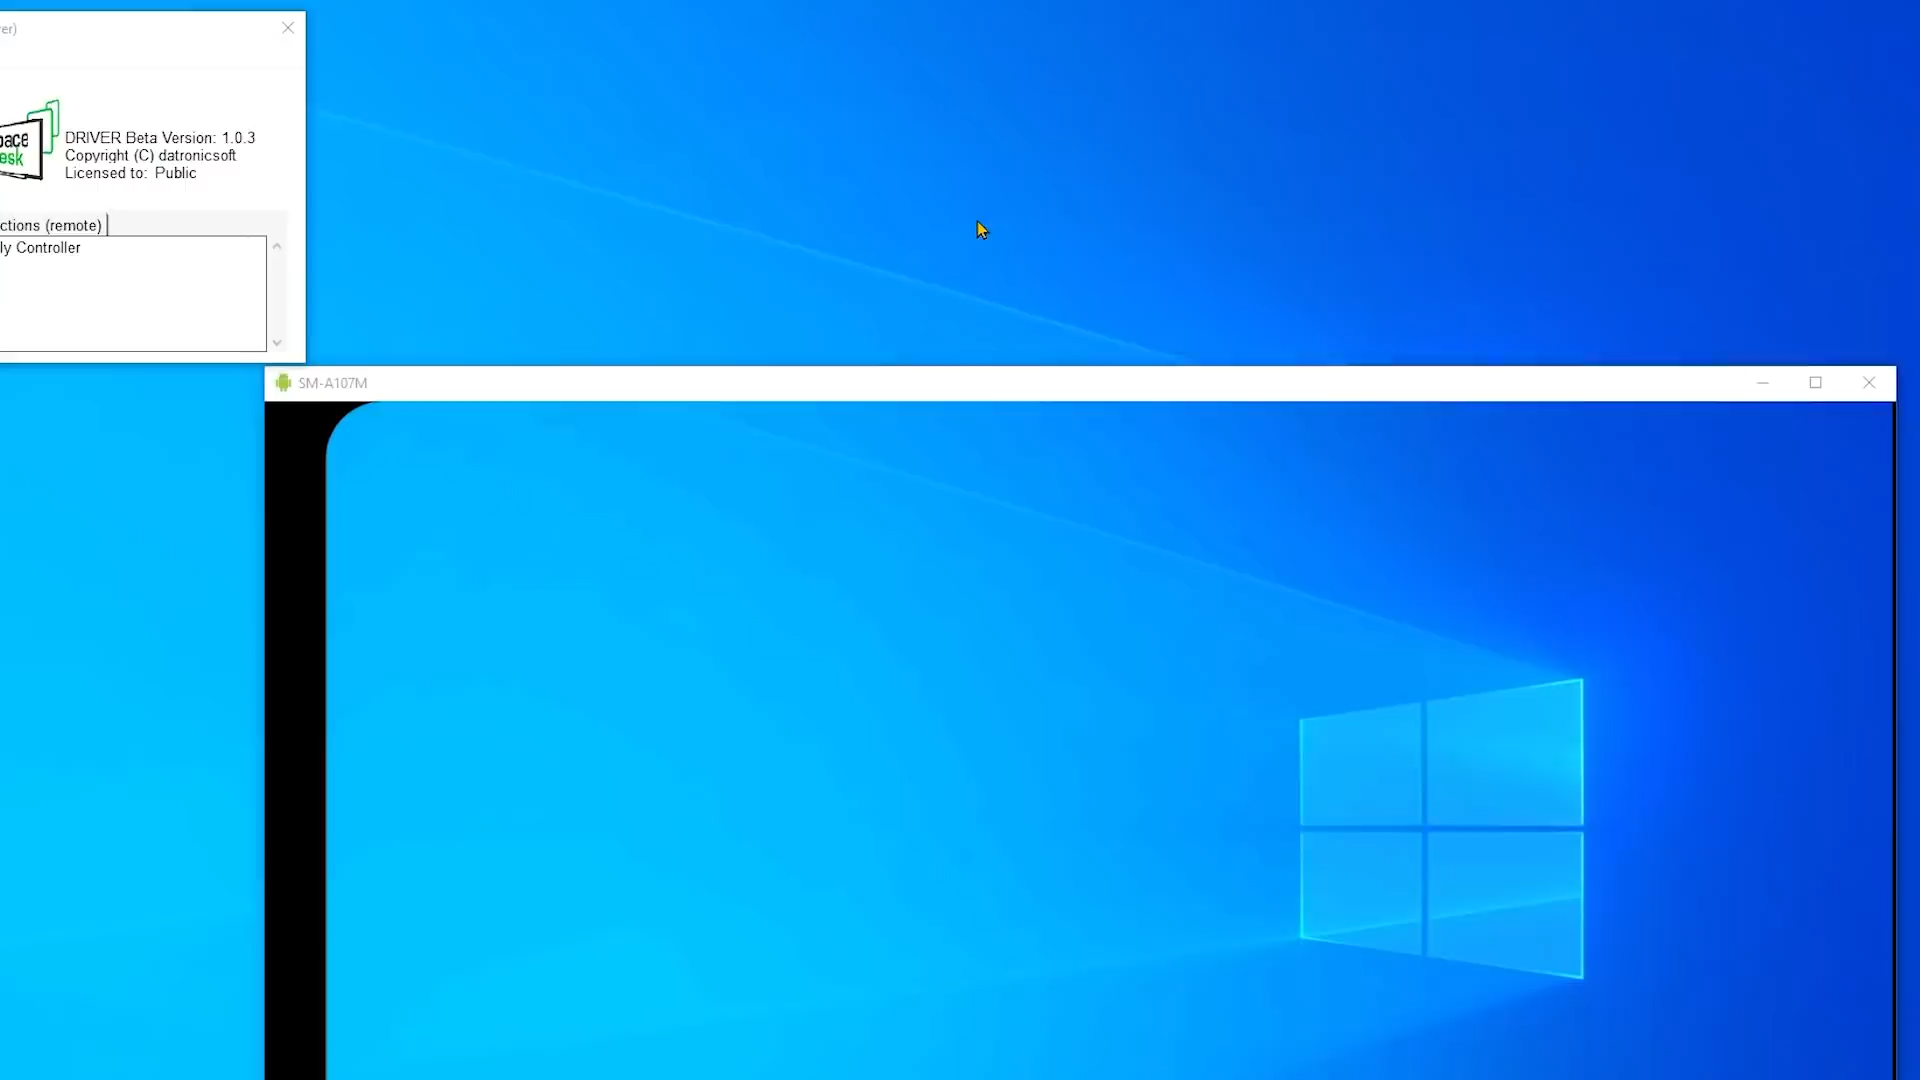 er)
pace
esk
DRIVER Beta Version: 1.0.3
Copyright (C) datronicsoft
Licensed to: Public
ctions (remote)
ly Controller
SM-A107M